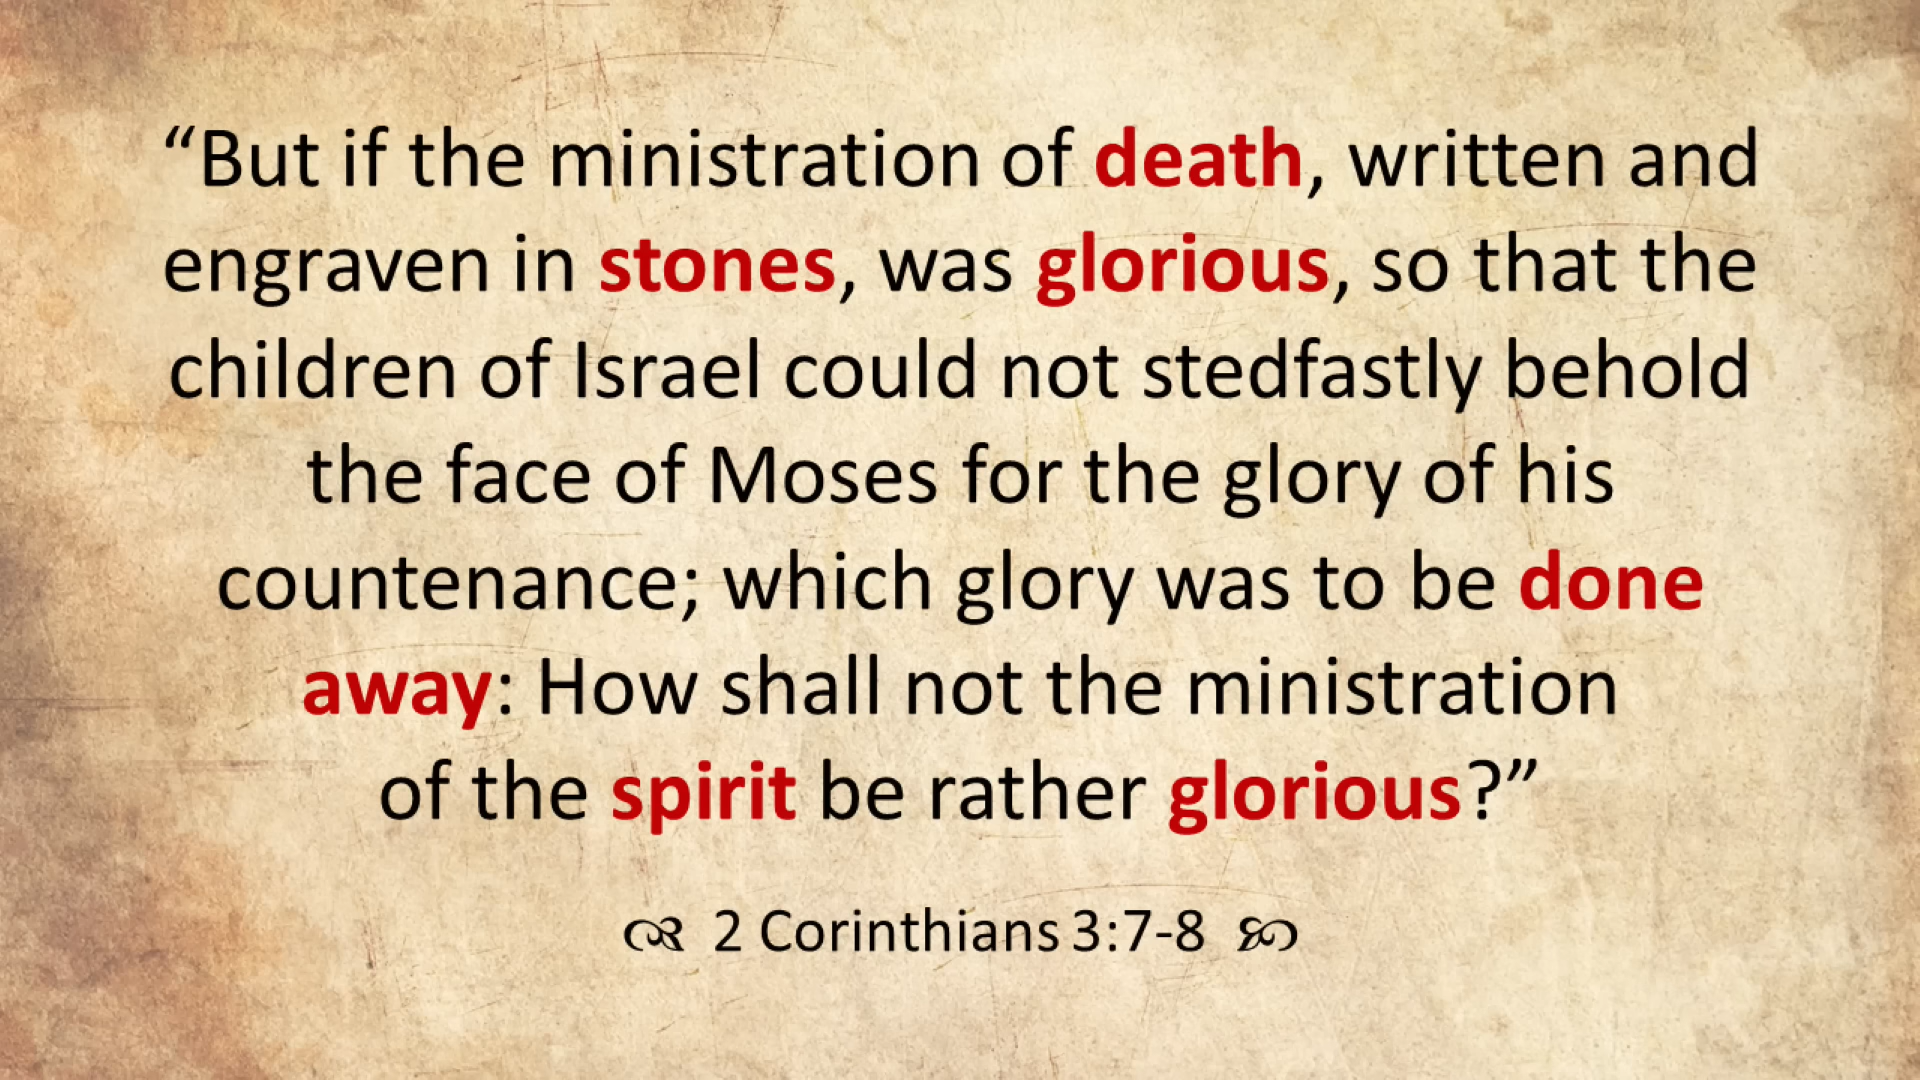 “But if the ministration of death, written and
engraven in stones, was glorious, so that the
children of Israel could not stedfastly behold
the face of Moses for the glory of his
countenance; which glory was to be done
away: How shall not the ministration
of the spirit be rather glorious?”
2 Corinthians 3:7-8